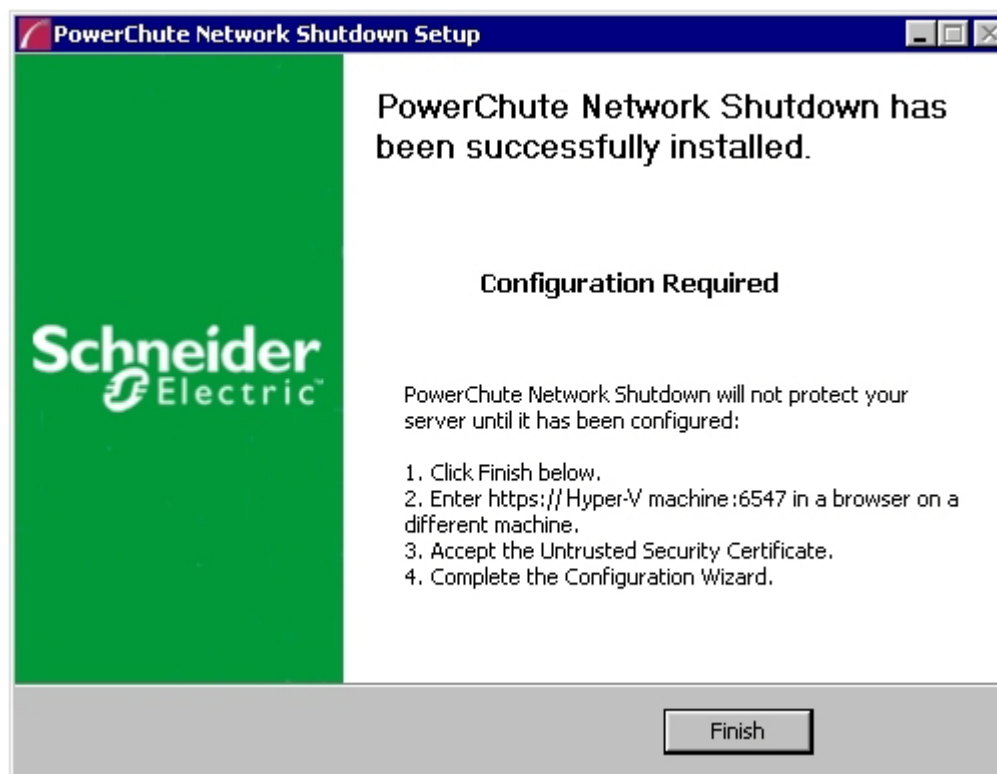 PowerChute Network Shutdown Setup
PowerChute Network Shutdown has
been successfully installed.
Configuration Required
Schneider
Electric™
PowerChute Network Shutdown will not protect your
server until it has been configured:
1. Click Finish below.
2. Enter https:// Hyper-V machine:6547 in a browser on a
different machine.
3. Accept the Untrusted Security Certificate.
4. Complete the Configuration Wizard.
Finish